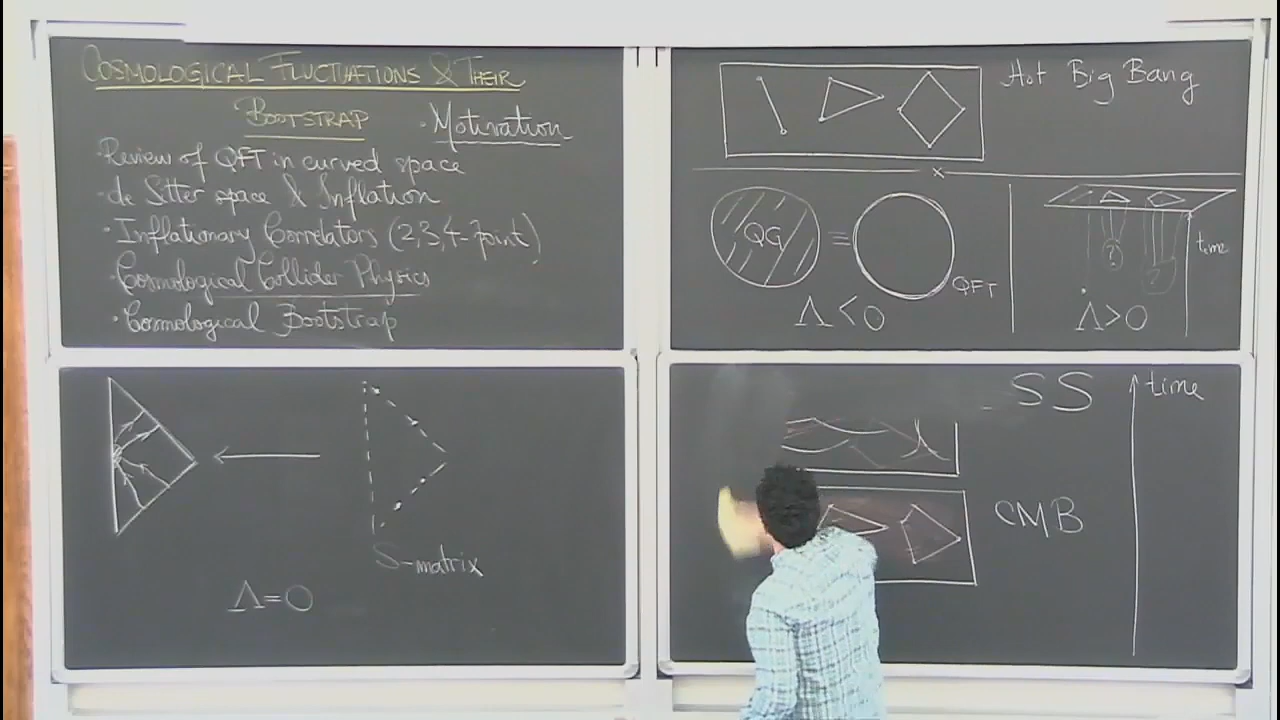 COSMOLOGICAL FLUCTUATIONS & THEIR
BOOTSTRAP
· Motivation
· Review of QFT in curved space
· de Sitter space & Inflation
· Inflationary Correlators (2,3,4-point)
· Cosmological Collider Physics
· Cosmological Bootstrap
Hot Big Bang
x
QG
≡
QFT
Λ<0
?
?
time
Λ>0
S-matrix
Λ=0
SS
time
CMB